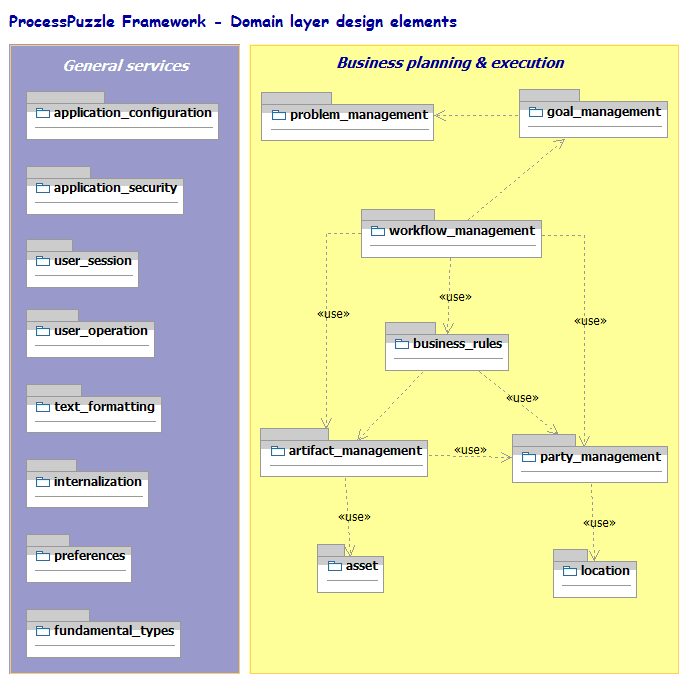 ProcessPuzzle Framework - Domain layer design elements
General services
application_configuration
application_security
user_session
user_operation
text_formatting
internalization
preferences
fundamental_types
Business planning & execution
problem_management
goal_management
workflow_management
«use»
«use»
«use»
business_rules
«use»
artifact_management
«use»
party_management
«use»
«use»
asset
location